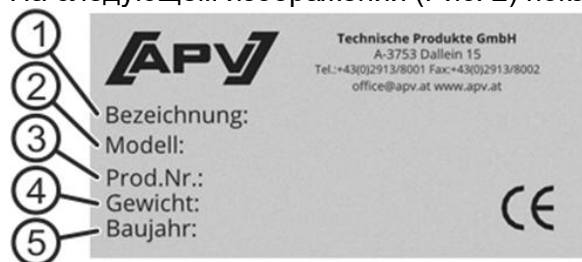 На следующем изображении (Рис. 2) пока
1
2
3
4
5
APV
Technische Produkte GmbH
A-3753 Dallein 15
Tel.:+43(0)2913/8001 Fax:+43(0)2913/8002
office@apv.at www.apv.at
Bezeichnung:
Modell:
Prod.Nr.:
Gewicht:
Baujahr:
CE